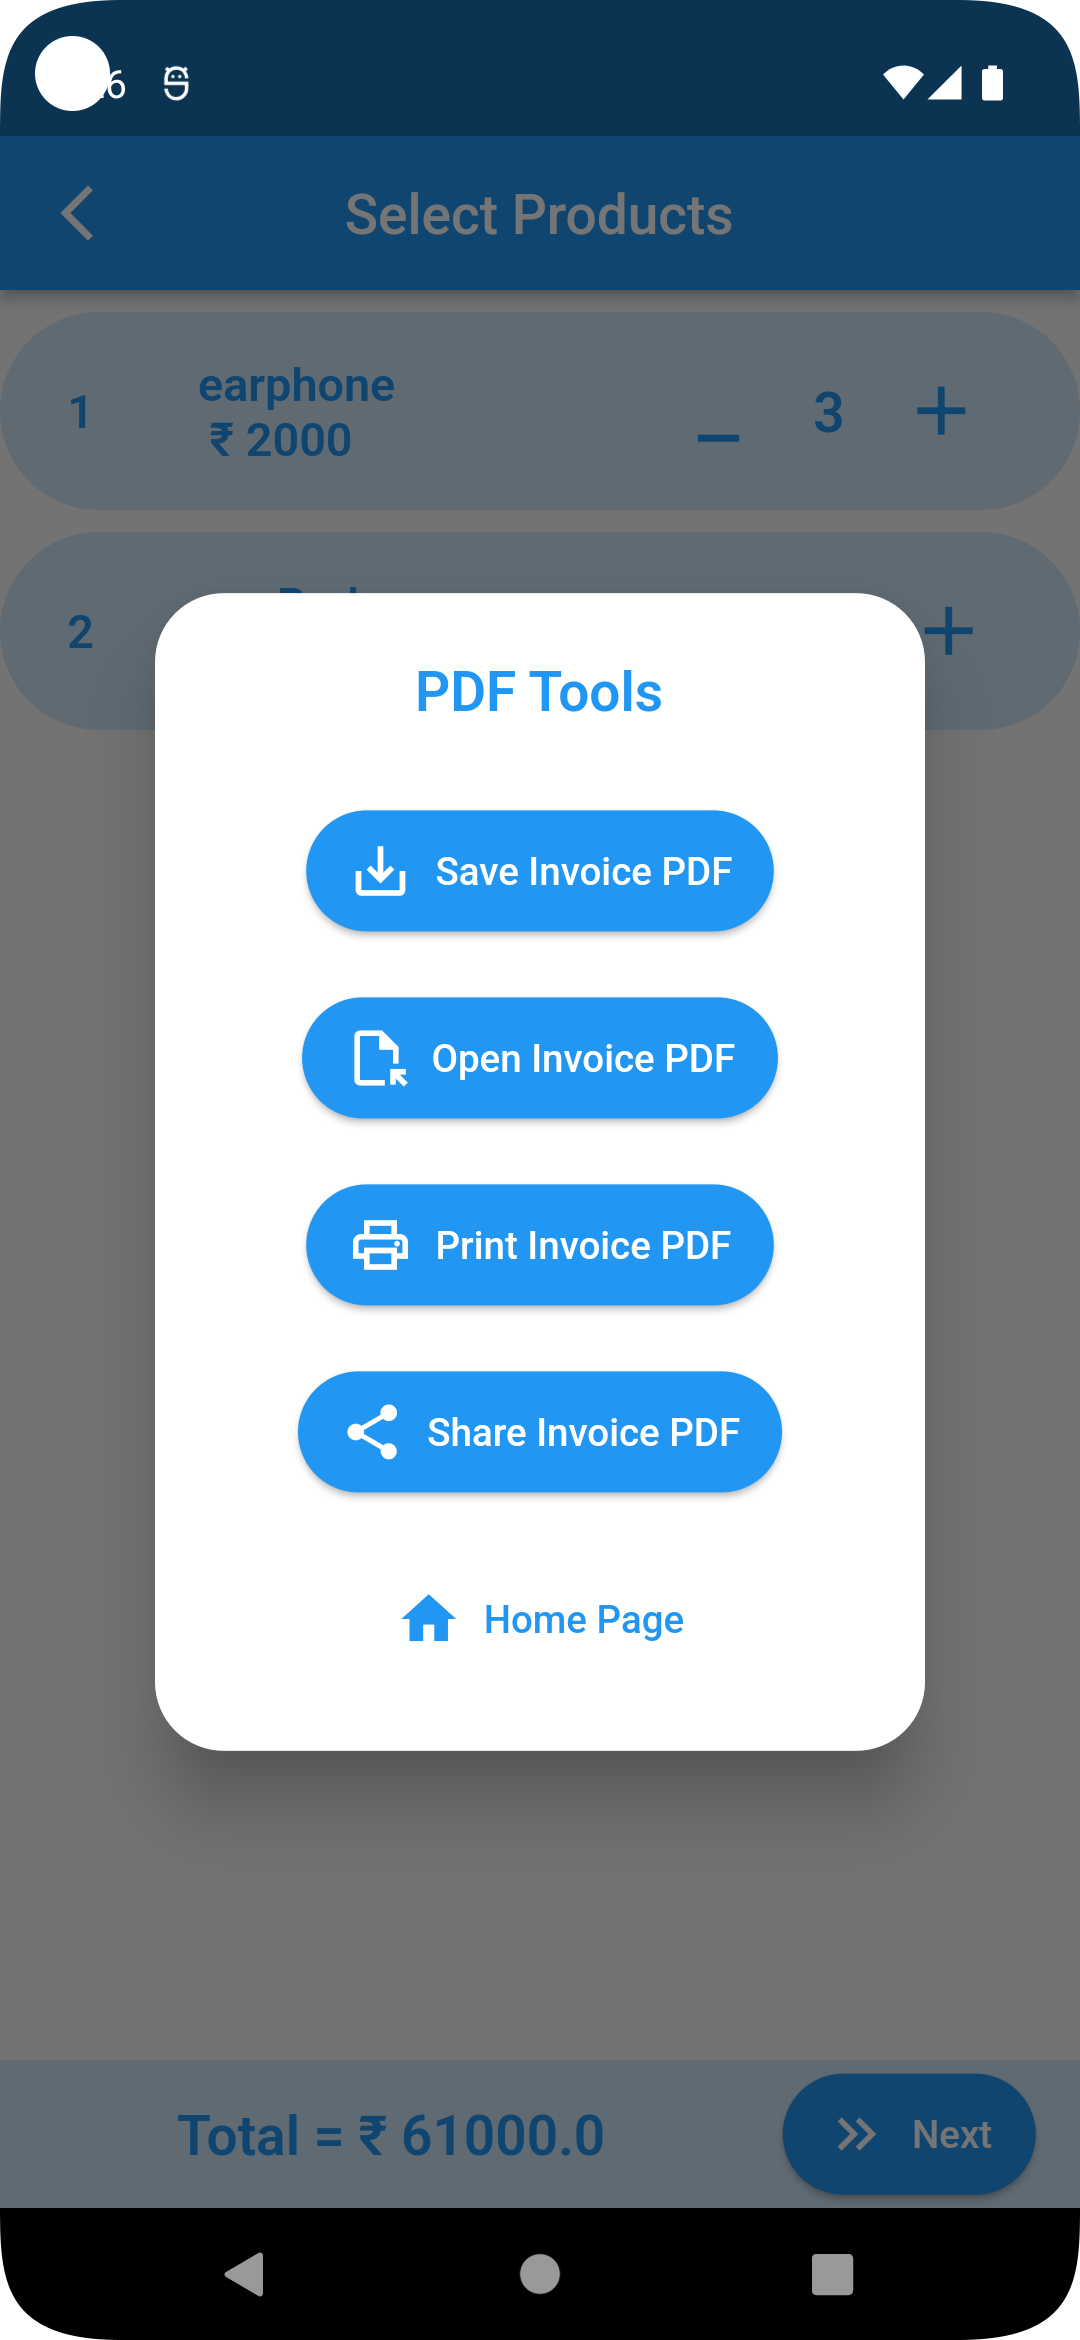 6
Select Products
1
earphone
₹ 2000
3
2
PDF Tools
Save Invoice PDF
Open Invoice PDF
Print Invoice PDF
Share Invoice PDF
Home Page
Total = ₹ 61000.0
Next